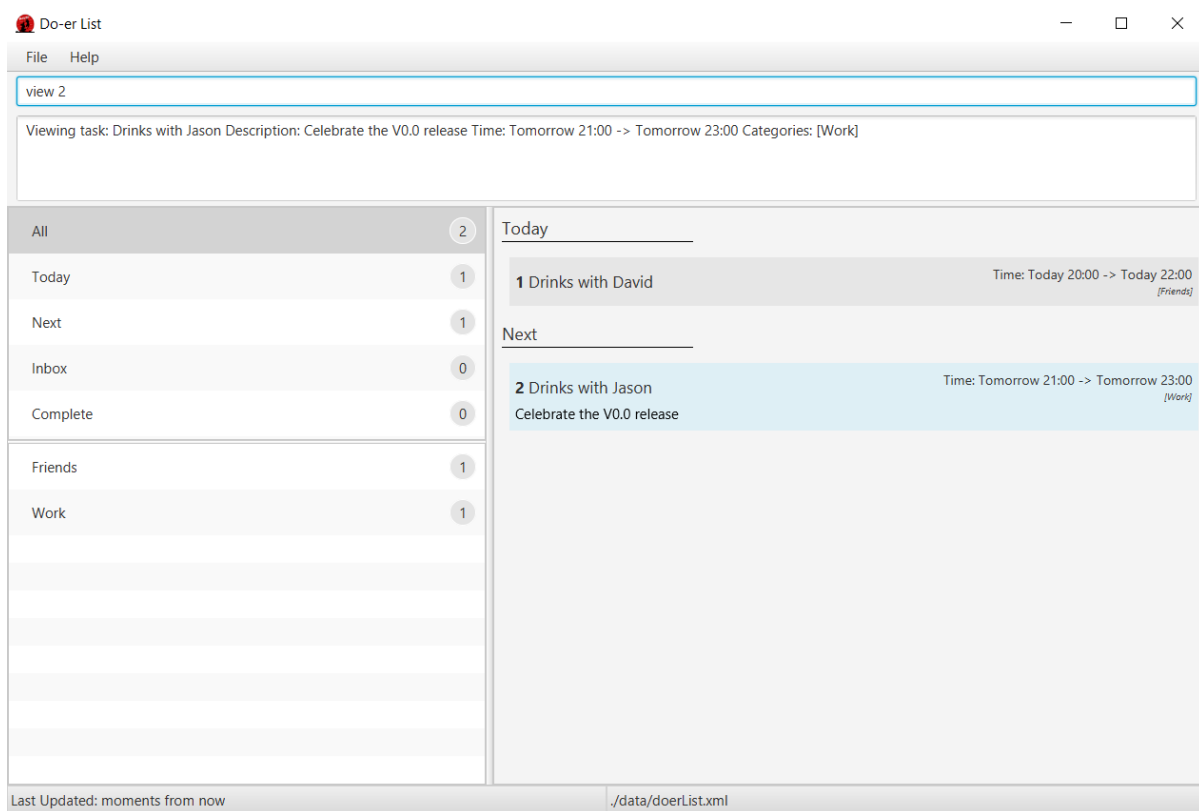 Do-er List
File Help
view 2
Viewing task: Drinks with Jason Description: Celebrate the V0.0 release Time: Tomorrow 21:00 -> Tomorrow 23:00 Categories: [Work]
All 2
Today 1
Next 1
Inbox 0
Complete 0
Friends 1
Work 1
Today
1 Drinks with David
Time: Today 20:00 -> Today 22:00
[Friends]
Next
2 Drinks with Jason
Time: Tomorrow 21:00 -> Tomorrow 23:00
[Work]
Celebrate the V0.0 release
Last Updated: moments from now
./data/doerList.xml